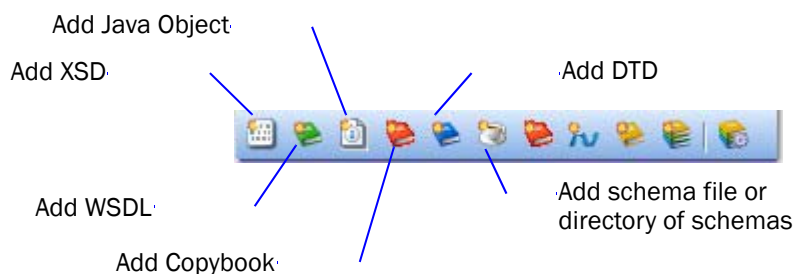 Add Java Object
Add XSD
Add DTD
Add WSDL
Add schema file or
directory of schemas
Add Copybook